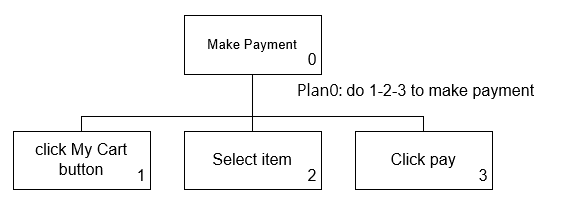 Make Payment
0
Plan0: do 1-2-3 to make payment
click My Cart
button
1
Select item
2
Click pay
3